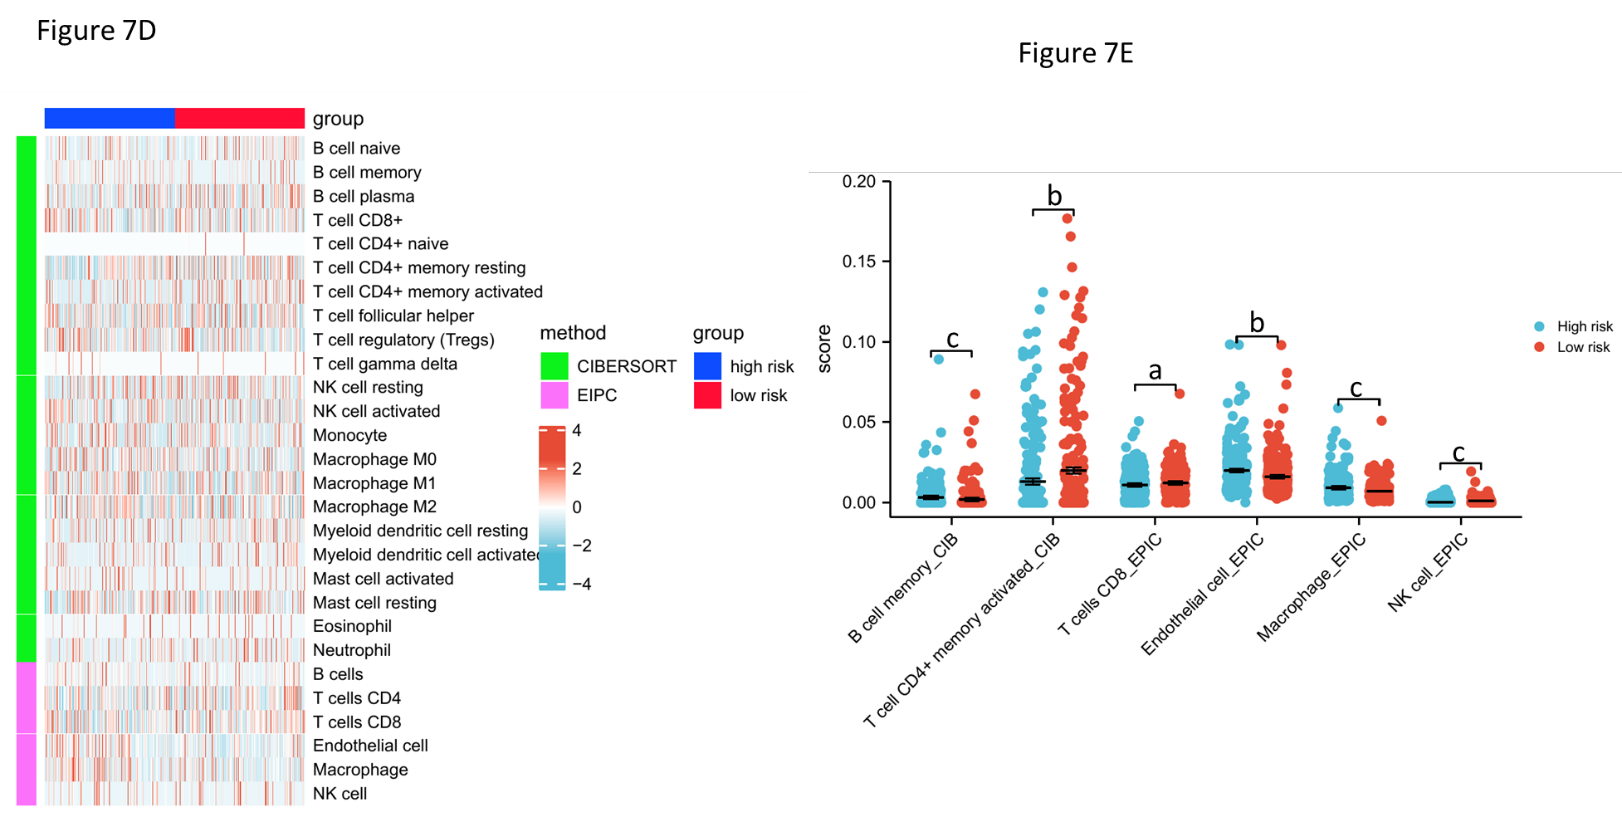 Figure 7D
group
B cell naive
B cell memory
B cell plasma
T cell CD8+
T cell CD4+ naive
T cell CD4+ memory resting
T cell CD4+ memory activated
T cell follicular helper
T cell regulatory (Tregs)
T cell gamma delta
NK cell resting
NK cell activated
Monocyte
Macrophage M0
Macrophage M1
Macrophage M2
Myeloid dendritic cell resting
Myeloid dendritic cell activated
Mast cell activated
Mast cell resting
Eosinophil
Neutrophil
B cells
T cells CD4
T cells CD8
Endothelial cell
Macrophage
NK cell
method
CIBERSORT
EIPC
group
high risk
low risk
4
2
0
−2
−4
Figure 7E
score
0.20
0.15
0.10
0.05
0.00
c
b
a
b
c
c
B cell memory_CIB
T cell CD4+ memory activated_CIB
T cells CD8_EPIC
Endothelial cell_EPIC
Macrophage_EPIC
NK cell_EPIC
High risk
Low risk